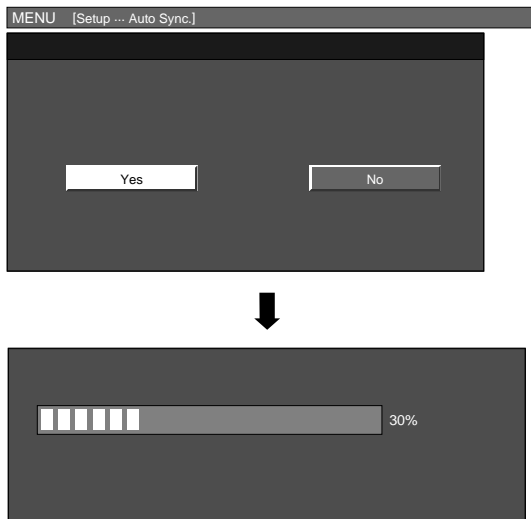 MENU [Setup ··· Auto Sync.]
Yes No
30%